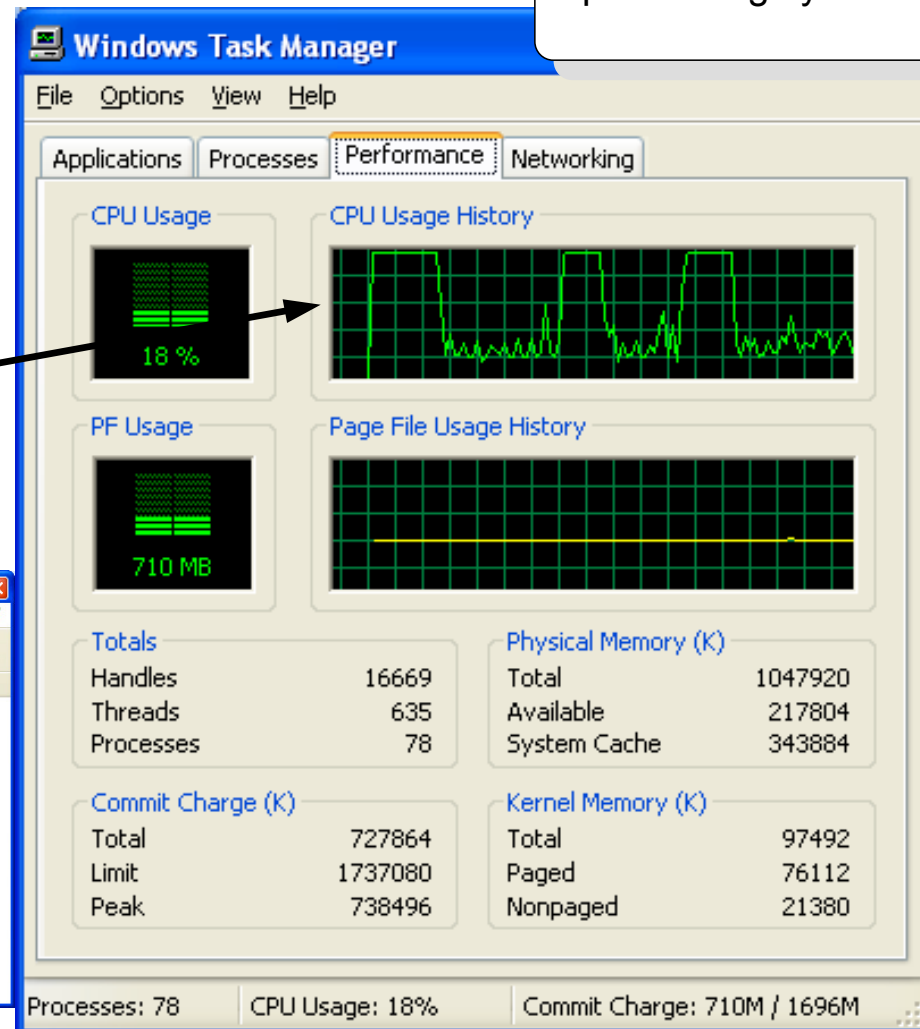 Windows Task Manager
File Options View Help
Applications Processes Performance Networking
CPU Usage CPU Usage History
18 %
PF Usage Page File Usage History
710 MB
Totals Physical Memory (K)
Handles 16669 Total 1047920
Threads 635 Available 217804
Processes 78 System Cache 343884
Commit Charge (K) Kernel Memory (K)
Total 727864 Total 97492
Limit 1737080 Paged 76112
Peak 738496 Nonpaged 21380
Processes: 78 CPU Usage: 18% Commit Charge: 710M / 1696M